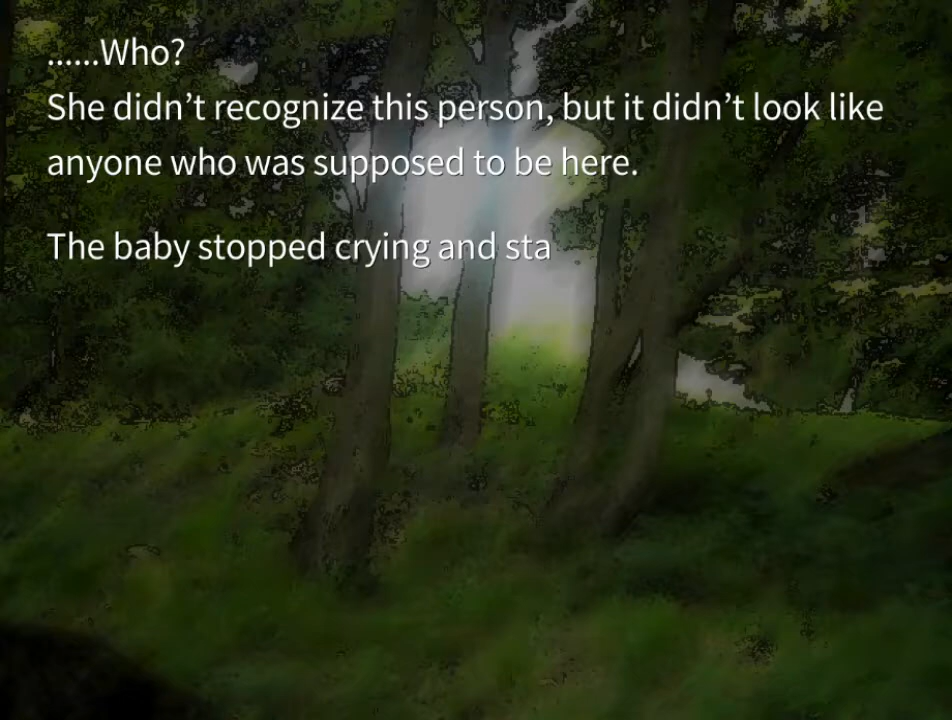 ......Who?
She didn’t recognize this person, but it didn’t look like
anyone who was supposed to be here.
The baby stopped crying and sta